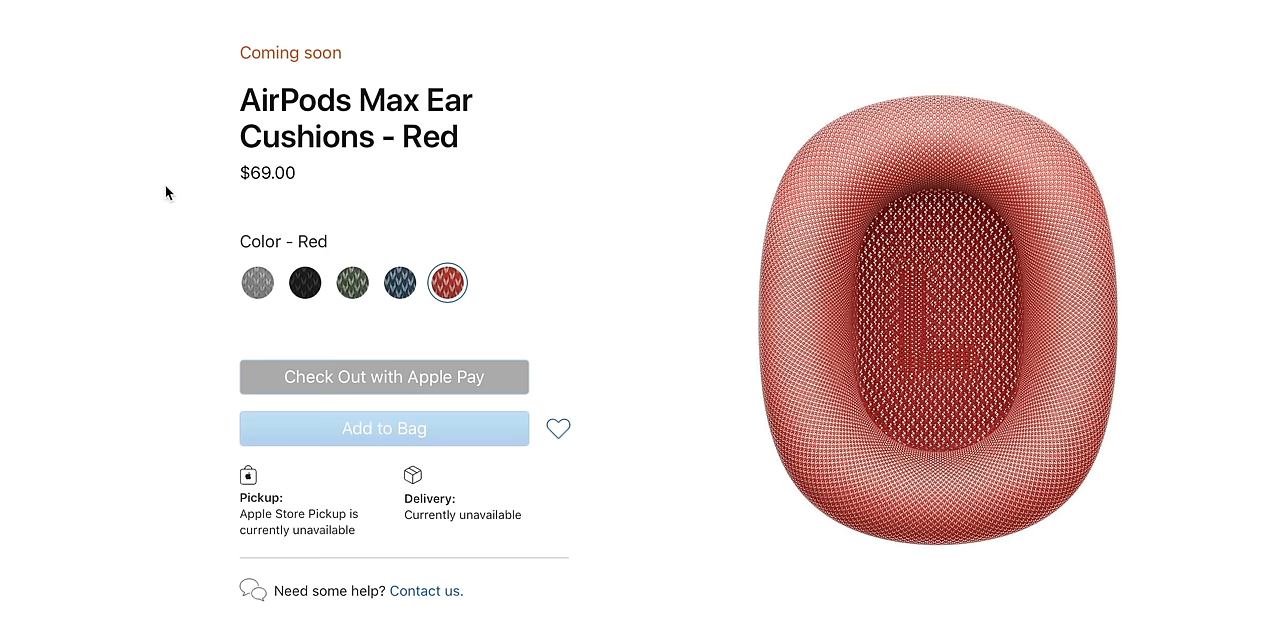 Coming soon
AirPods Max Ear
Cushions - Red
$69.00
Color - Red
Check Out with Apple Pay
Add to Bag
Pickup:
Apple Store Pickup is
currently unavailable
Delivery:
Currently unavailable
Need some help? Contact us.
L